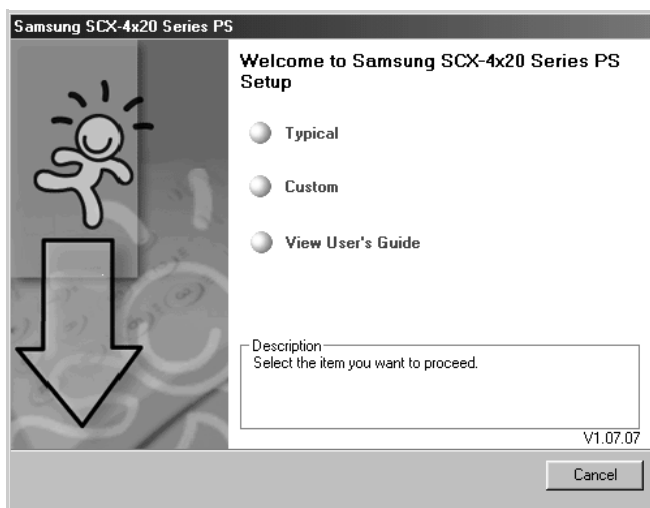 Samsung SCX-4x20 Series PS
Welcome to Samsung SCX-4x20 Series PS
Setup
Typical
Custom
View User's Guide
Description
Select the item you want to proceed.
V1.07.07
Cancel